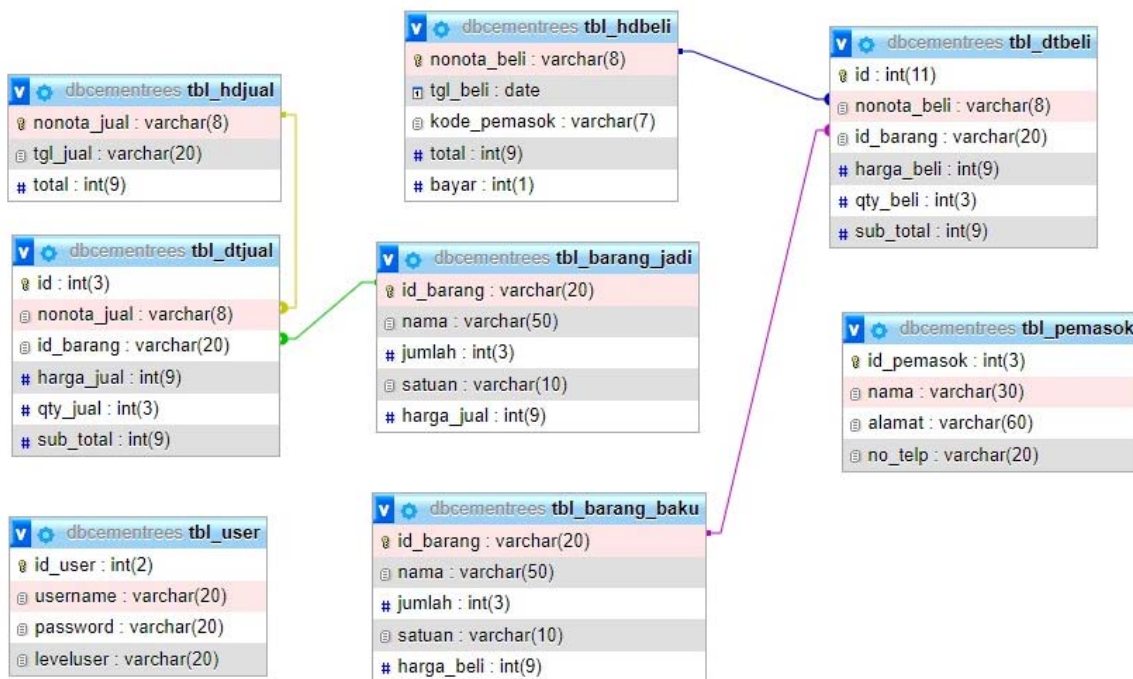 dbcementrees tbl_hdjual
nonota_jual : varchar(8)
tgl_jual : varchar(20)
total : int(9)
dbcementrees tbl_hdbeli
nonota_beli : varchar(8)
tgl_beli : date
kode_pemasok : varchar(7)
total : int(9)
bayar : int(1)
dbcementrees tbl_dtbeli
id : int(11)
nonota_beli : varchar(8)
id_barang : varchar(20)
harga_beli : int(9)
qty_beli : int(3)
sub_total : int(9)
dbcementrees tbl_dtjual
id : int(3)
nonota_jual : varchar(8)
id_barang : varchar(20)
harga_jual : int(9)
qty_jual : int(3)
sub_total : int(9)
dbcementrees tbl_barang_jadi
id_barang : varchar(20)
nama : varchar(50)
jumlah : int(3)
satuan : varchar(10)
harga_jual : int(9)
dbcementrees tbl_pemasok
id_pemasok : int(3)
nama : varchar(30)
alamat : varchar(60)
no_telp : varchar(20)
dbcementrees tbl_user
id_user : int(2)
username : varchar(20)
password : varchar(20)
leveluser : varchar(20)
dbcementrees tbl_barang_baku
id_barang : varchar(20)
nama : varchar(50)
jumlah : int(3)
satuan : varchar(10)
harga_beli : int(9)